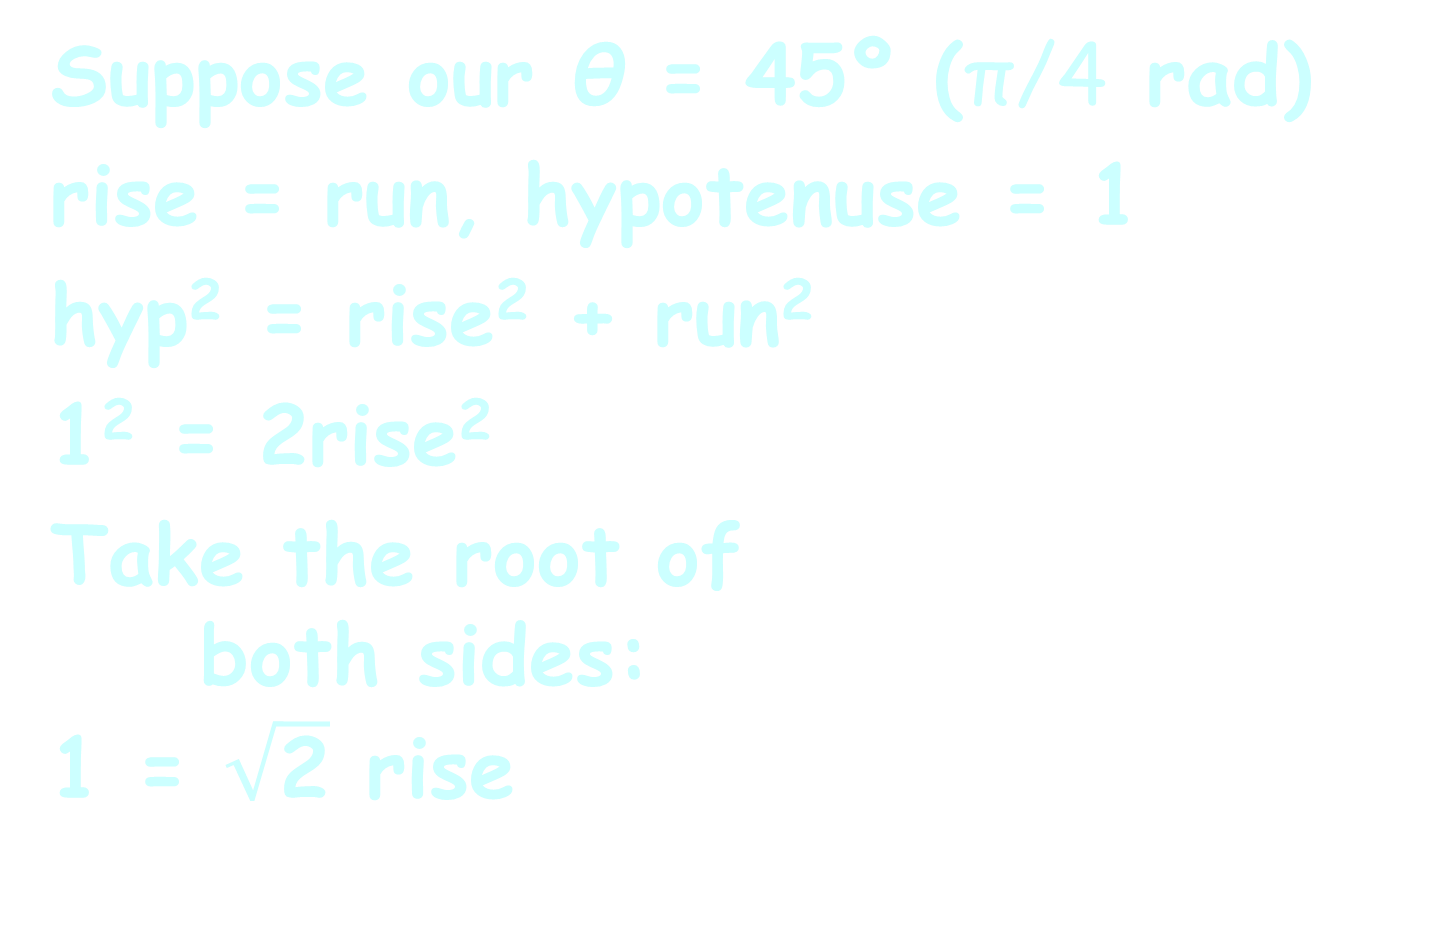 Suppose our θ = 45° (π/4 rad)
rise = run, hypotenuse = 1
hyp² = rise² + run²
1² = 2rise²
Take the root of
both sides:
1 = √2 rise